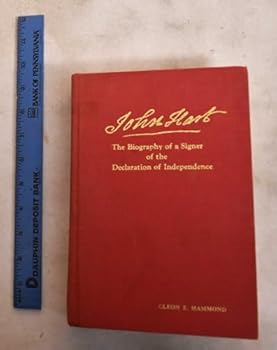 John Hart
The Biography of a Signer
of the
Declaration of Independence
CLEON E. HAMMOND
BANK OF PENNSYLVANIA
DAUPHIN DEPOSIT BANK